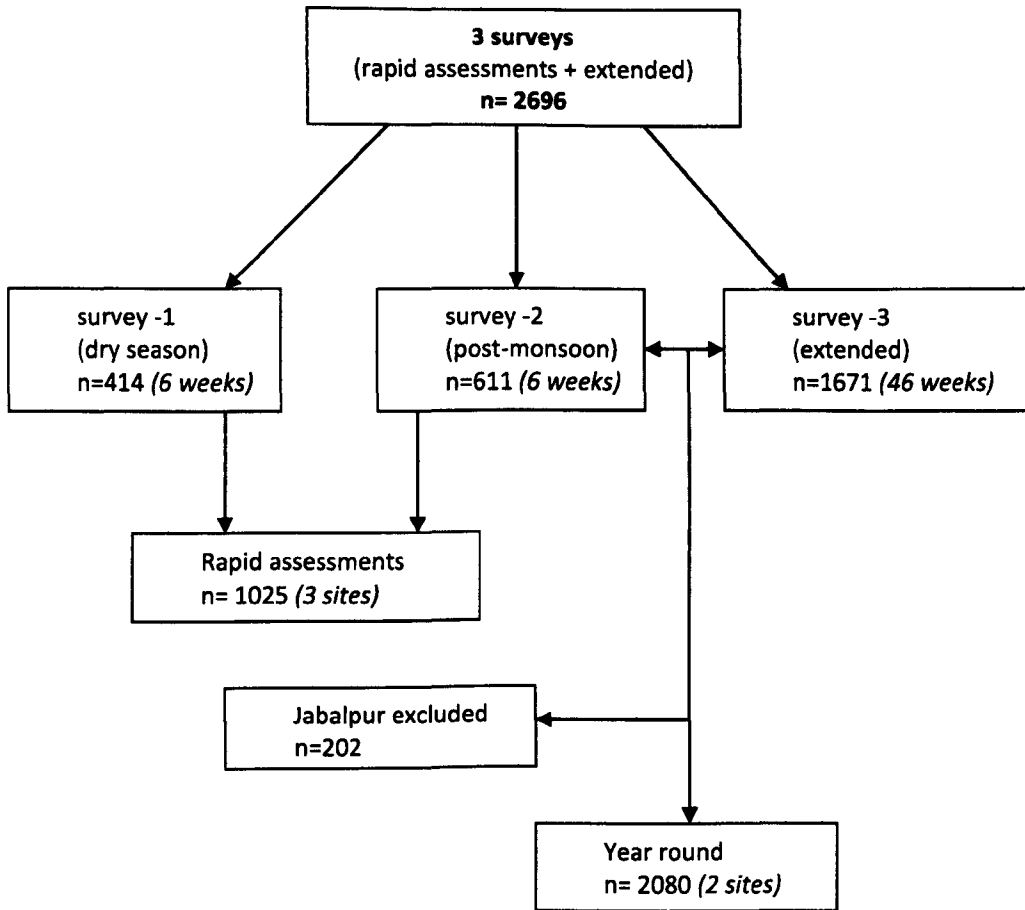 3 surveys
(rapid assessments + extended)
n= 2696
survey -1
(dry season)
n=414 (6 weeks)
survey -2
(post-monsoon)
n=611 (6 weeks)
survey -3
(extended)
n=1671 (46 weeks)
Rapid assessments
n= 1025 (3 sites)
Jabalpur excluded
n=202
Year round
n= 2080 (2 sites)